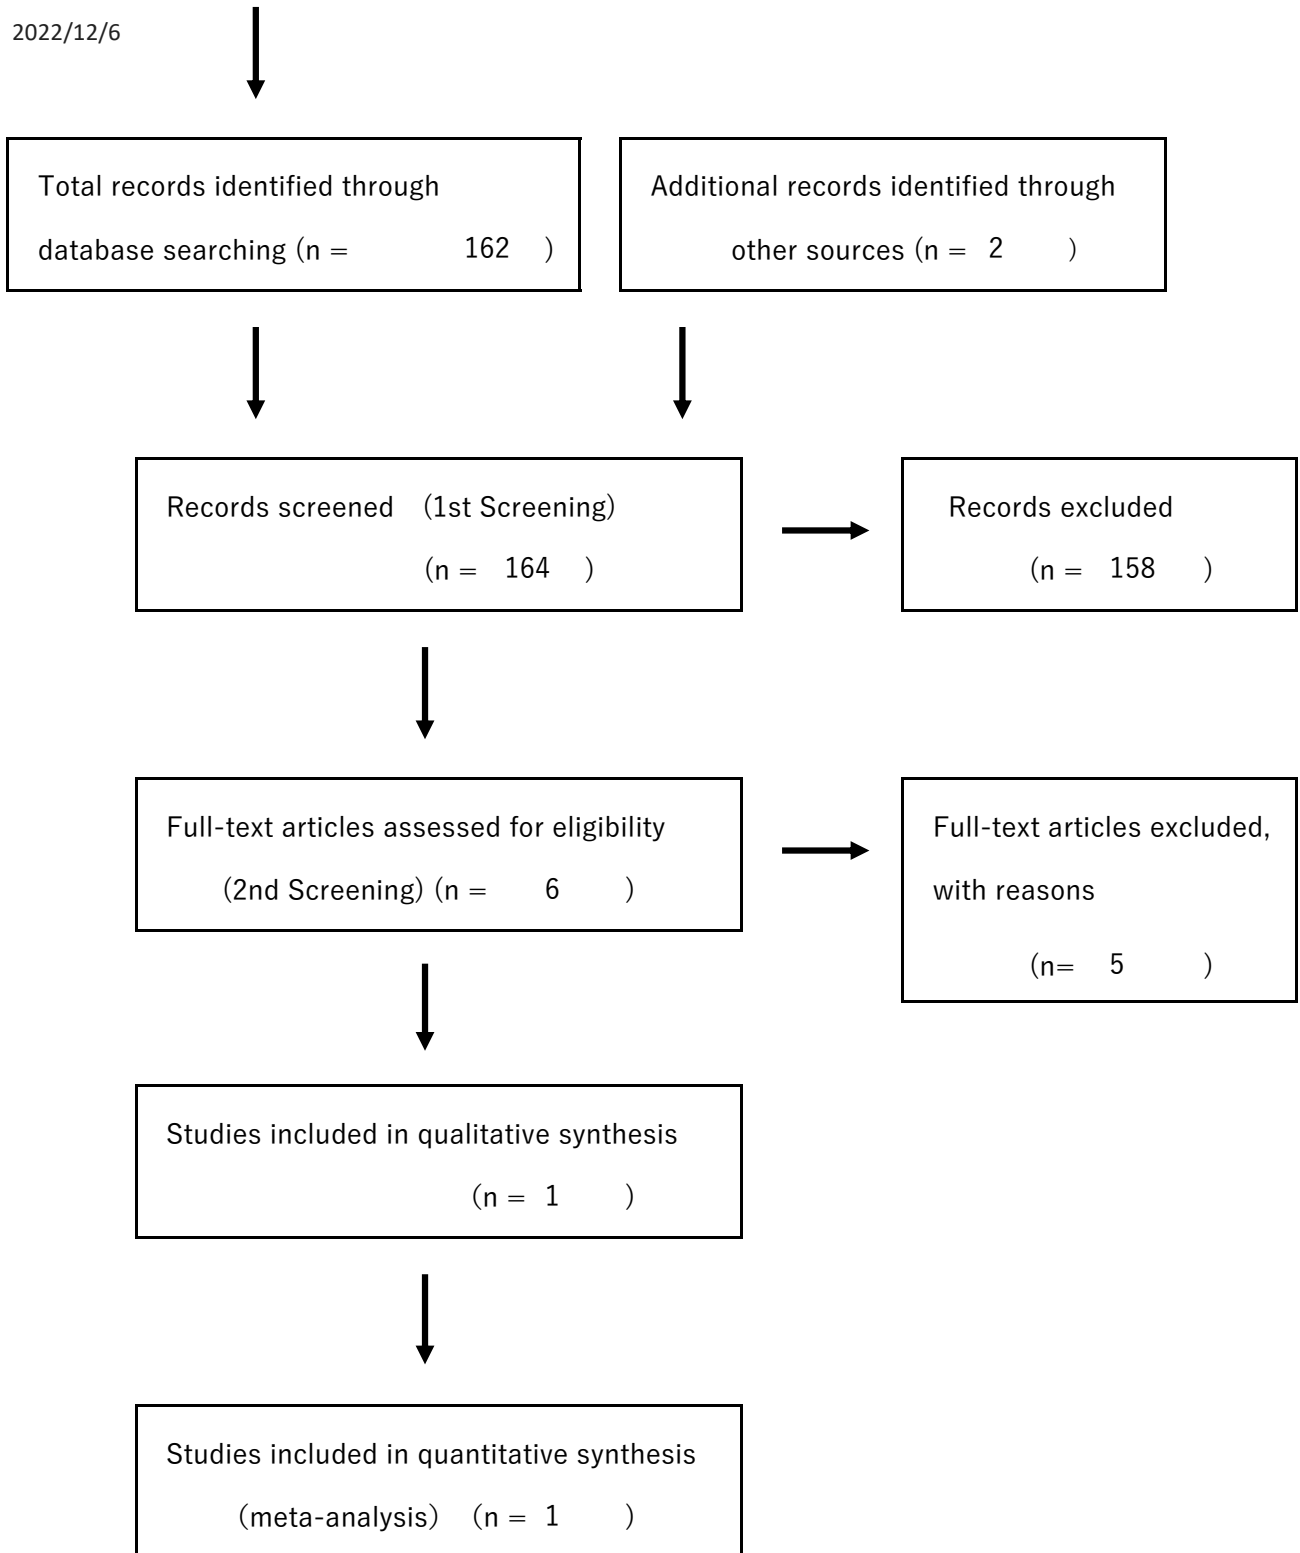 2022/12/6
Total records identified through
database searching (n = 162 )
Additional records identified through
other sources (n = 2 )
Records screened (1st Screening)
(n = 164 )
Records excluded
(n = 158 )
Full-text articles assessed for eligibility
(2nd Screening) (n = 6 )
Full-text articles excluded,
with reasons
(n= 5 )
Studies included in qualitative synthesis
(n = 1 )
Studies included in quantitative synthesis
(meta-analysis) (n = 1 )